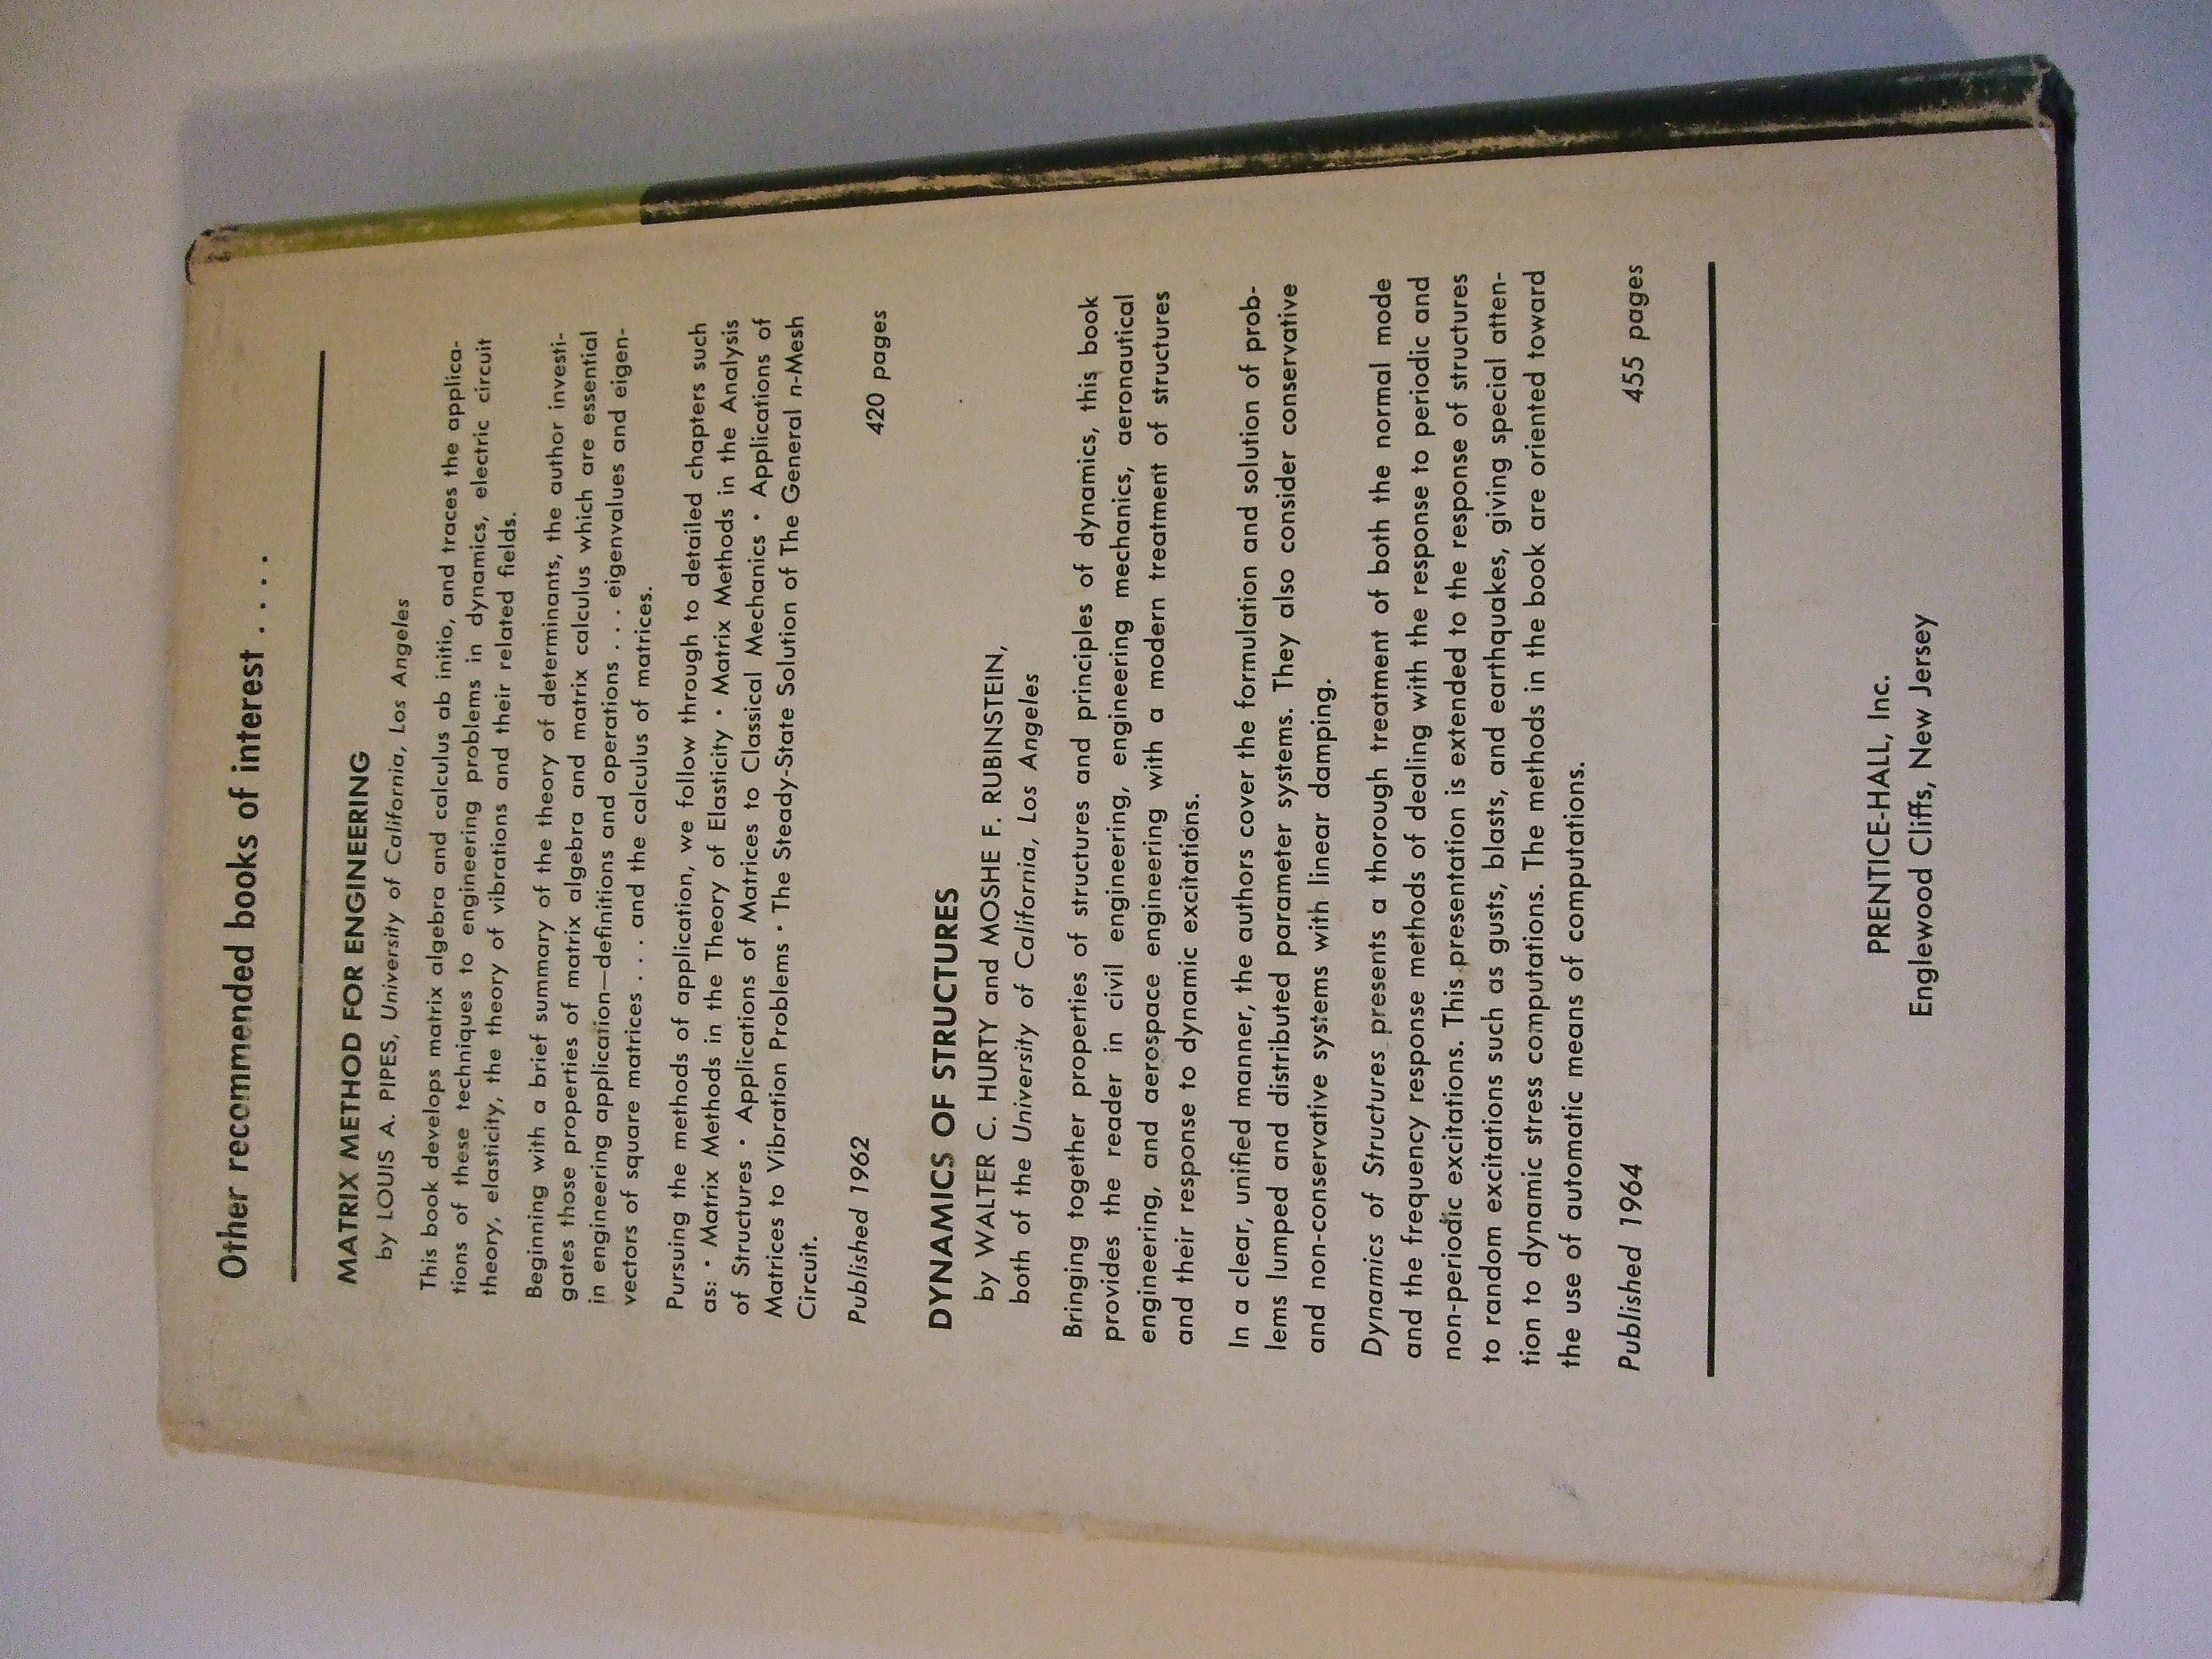 Other recommended books of interest . . . .
MATRIX METHOD FOR ENGINEERING
by LOUIS A. PIPES, University of California, Los Angeles
This book develops matrix algebra and calculus ab initio, and traces the applica-
tions of these techniques to engineering problems in dynamics, electric circuit
theory, elasticity, the theory of vibrations and their related fields.
Beginning with a brief summary of the theory of determinants, the author investi-
gates those properties of matrix algebra and matrix calculus which are essential
in engineering application—definitions and operations . . . eigenvalues and eigen-
vectors of square matrices . . . and the calculus of matrices.
Pursuing the methods of application, we follow through to detailed chapters such
as: • Matrix Methods in the Theory of Elasticity • Matrix Methods in the Analysis
of Structures • Applications of Matrices to Classical Mechanics • Applications of
Matrices to Vibration Problems • The Steady-State Solution of The General n-Mesh
Circuit.
Published 1962 420 pages
DYNAMICS OF STRUCTURES
by WALTER C. HURTY and MOSHE F. RUBINSTEIN,
both of the University of California, Los Angeles
Bringing together properties of structures and principles of dynamics, this book
provides the reader in civil engineering, engineering mechanics, aeronautical
engineering, and aerospace engineering with a modern treatment of structures
and their response to dynamic excitations.
In a clear, unified manner, the authors cover the formulation and solution of prob-
lems lumped and distributed parameter systems. They also consider conservative
and non-conservative systems with linear damping.
Dynamics of Structures presents a thorough treatment of both the normal mode
and the frequency response methods of dealing with the response to periodic and
non-periodic excitations. This presentation is extended to the response of structures
to random excitations such as gusts, blasts, and earthquakes, giving special atten-
tion to dynamic stress computations. The methods in the book are oriented toward
the use of automatic means of computations.
Published 1964 455 pages
PRENTICE-HALL, Inc.
Englewood Cliffs, New Jersey